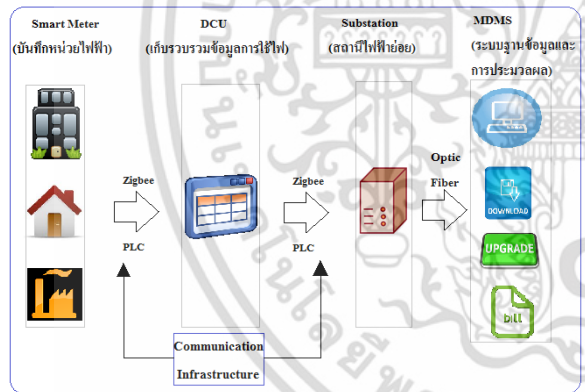 Smart Meter
(บันทึกหน่วยไฟฟ้า)
DCU
(เก็บรวบรวมข้อมูลการใช้ไฟ)
Substation
(สถานีไฟฟ้าย่อย)
MDMS
(ระบบฐานข้อมูลและ
การประมวลผล
Zigbee
PLC
Zigbee
PLC
Optic
Fiber
DOWNLOAD
UPGRADE
bill
Communication
Infrastructure